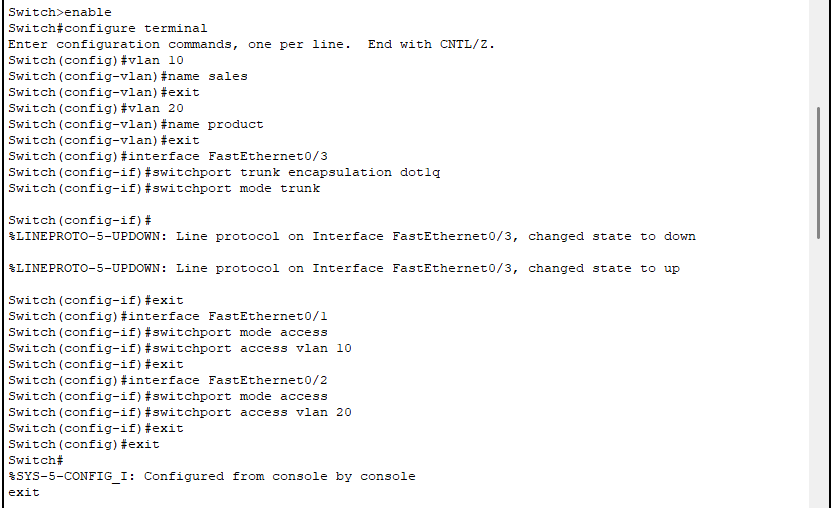 Switch>enable
Switch#configure terminal
Enter configuration commands, one per line.  End with CNTL/Z.
Switch(config)#vlan 10
Switch(config-vlan)#name sales
Switch(config-vlan)#exit
Switch(config)#vlan 20
Switch(config-vlan)#name product
Switch(config-vlan)#exit
Switch(config)#interface FastEthernet0/3
Switch(config-if)#switchport trunk encapsulation dot1q
Switch(config-if)#switchport mode trunk
Switch(config-if)#
%LINEPROTO-5-UPDOWN: Line protocol on Interface FastEthernet0/3, changed state to down
%LINEPROTO-5-UPDOWN: Line protocol on Interface FastEthernet0/3, changed state to up
Switch(config-if)#exit
Switch(config)#interface FastEthernet0/1
Switch(config-if)#switchport mode access
Switch(config-if)#switchport access vlan 10
Switch(config-if)#exit
Switch(config)#interface FastEthernet0/2
Switch(config-if)#switchport mode access
Switch(config-if)#switchport access vlan 20
Switch(config-if)#exit
Switch(config)#exit
Switch#
%SYS-5-CONFIG_I: Configured from console by console
exit